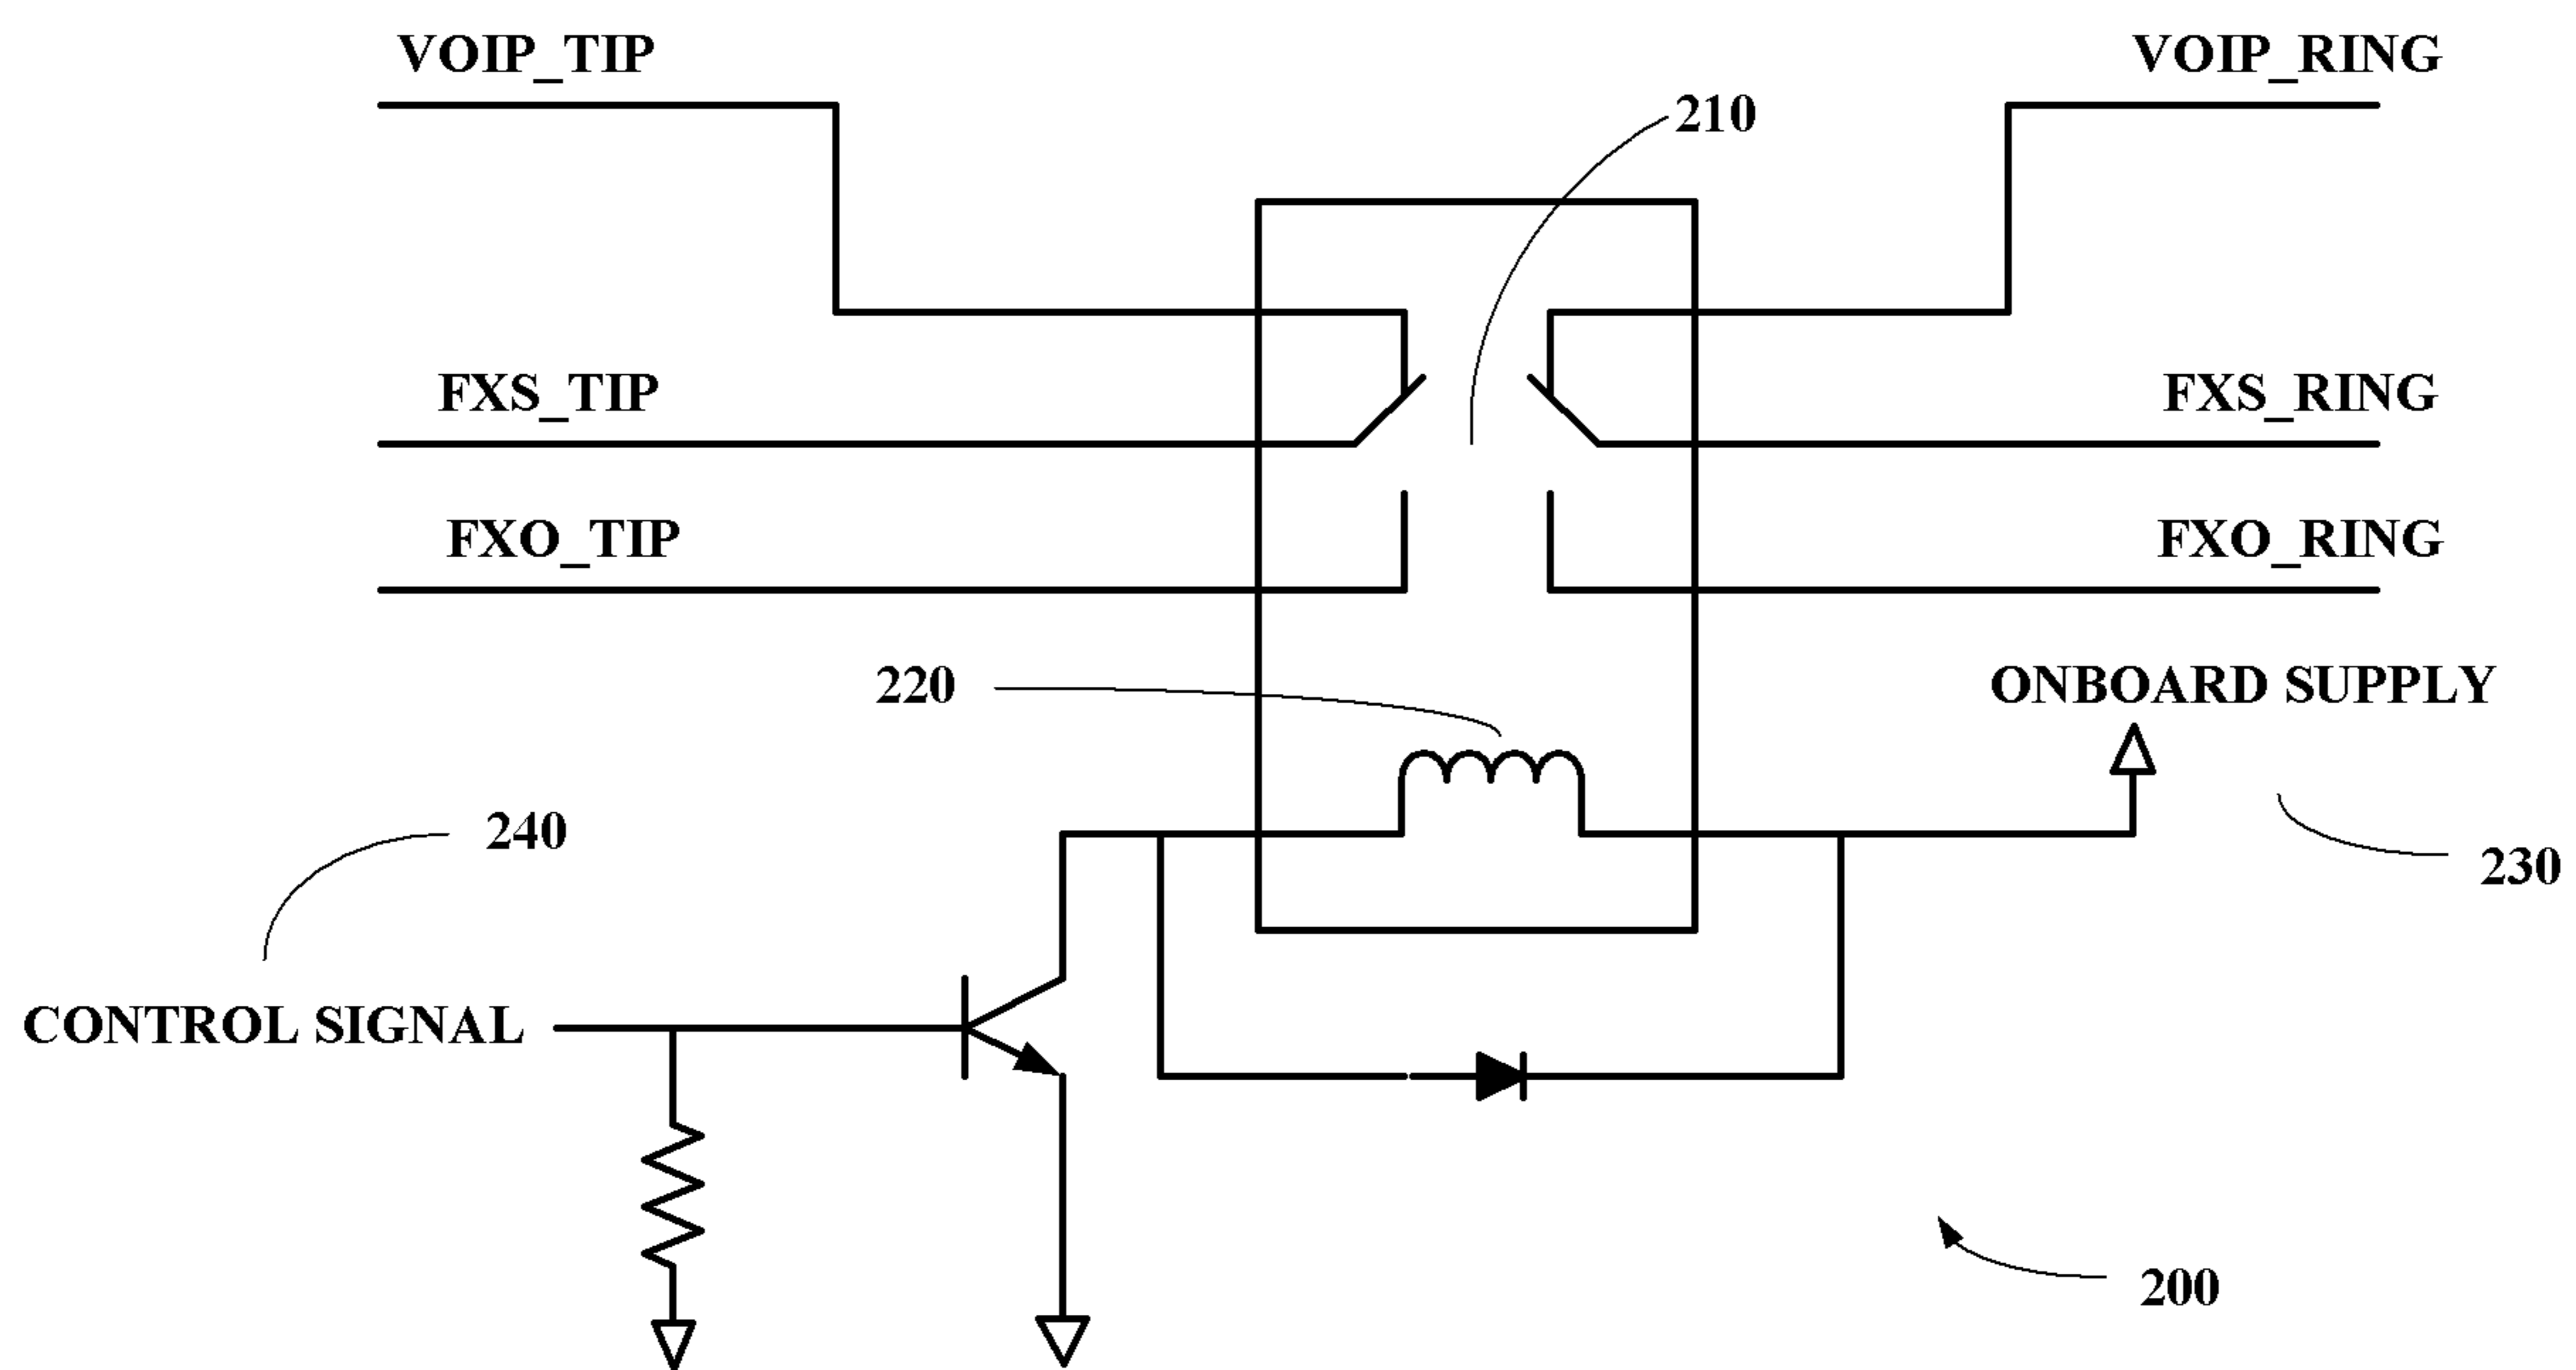 VOIP_TIP
VOIP_RING
210
FXS_TIP
FXS_RING
FXO_TIP
FXO_RING
220
ONBOARD SUPPLY
240
230
CONTROL SIGNAL
200